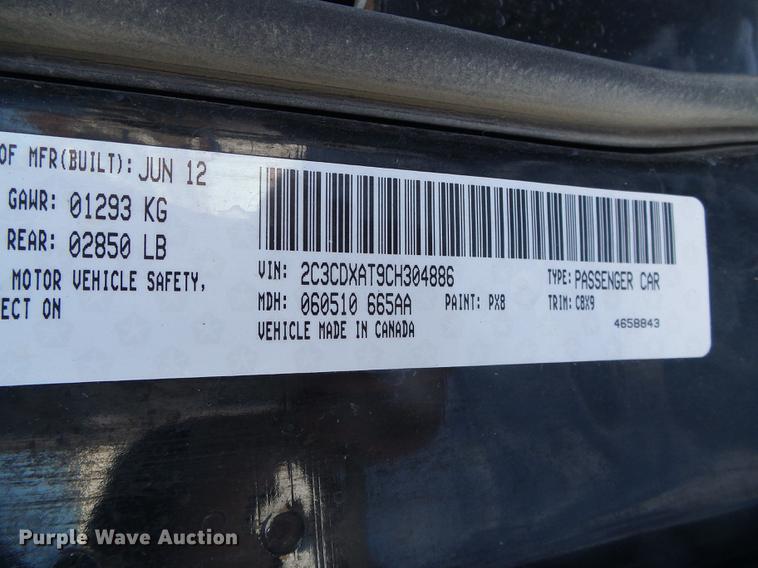 OF MFR(BUILT): JUN 12
GAWR: 01293 KG
REAR: 02850 LB
MOTOR VEHICLE SAFETY,
ECT ON
VIN: 2C3CDXAT9CH304886
TYPE: PASSENGER CAR
MDH: 060510 665AA
PAINT: PX8
TRIM: C8X9
VEHICLE MADE IN CANADA
4658843
Purple Wave Auction